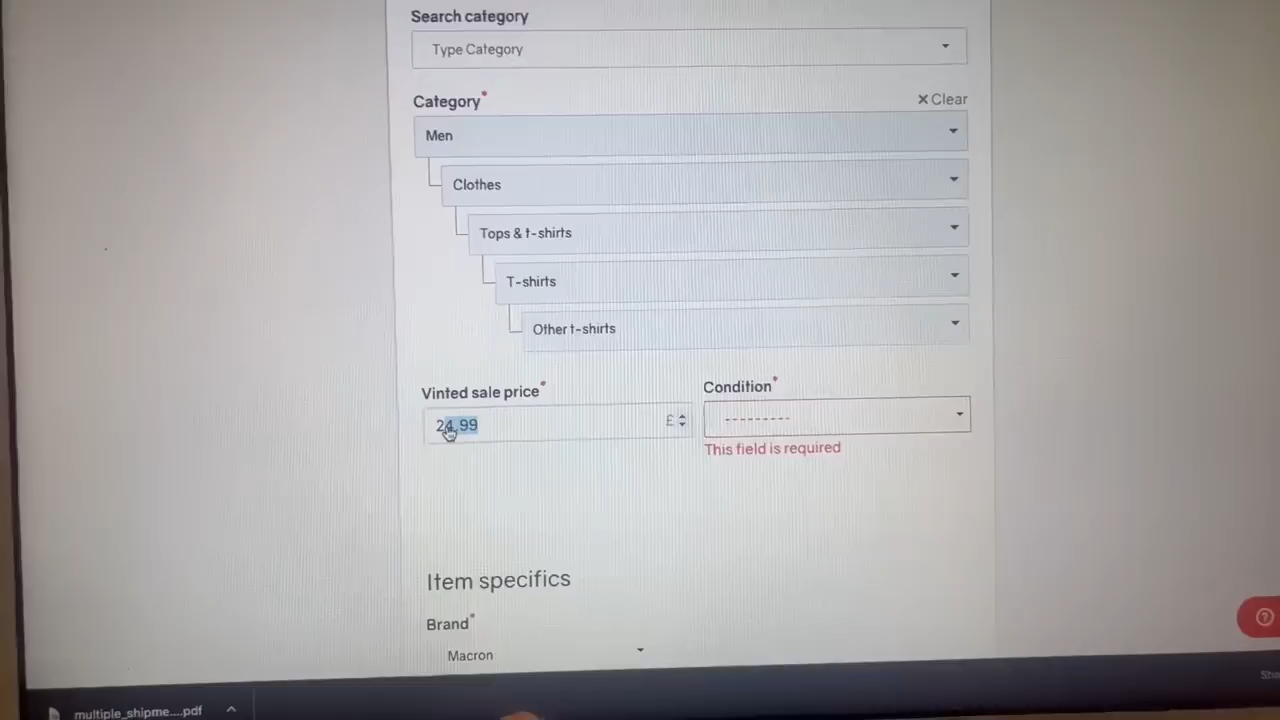 Search category
Type Category
Category*
× Clear
Men
Clothes
Tops & t-shirts
T-shirts
Other t-shirts
Vinted sale price*
Condition*
24.99
£
---------
This field is required
Item specifics
Brand*
Macron
multiple_shipme....pdf